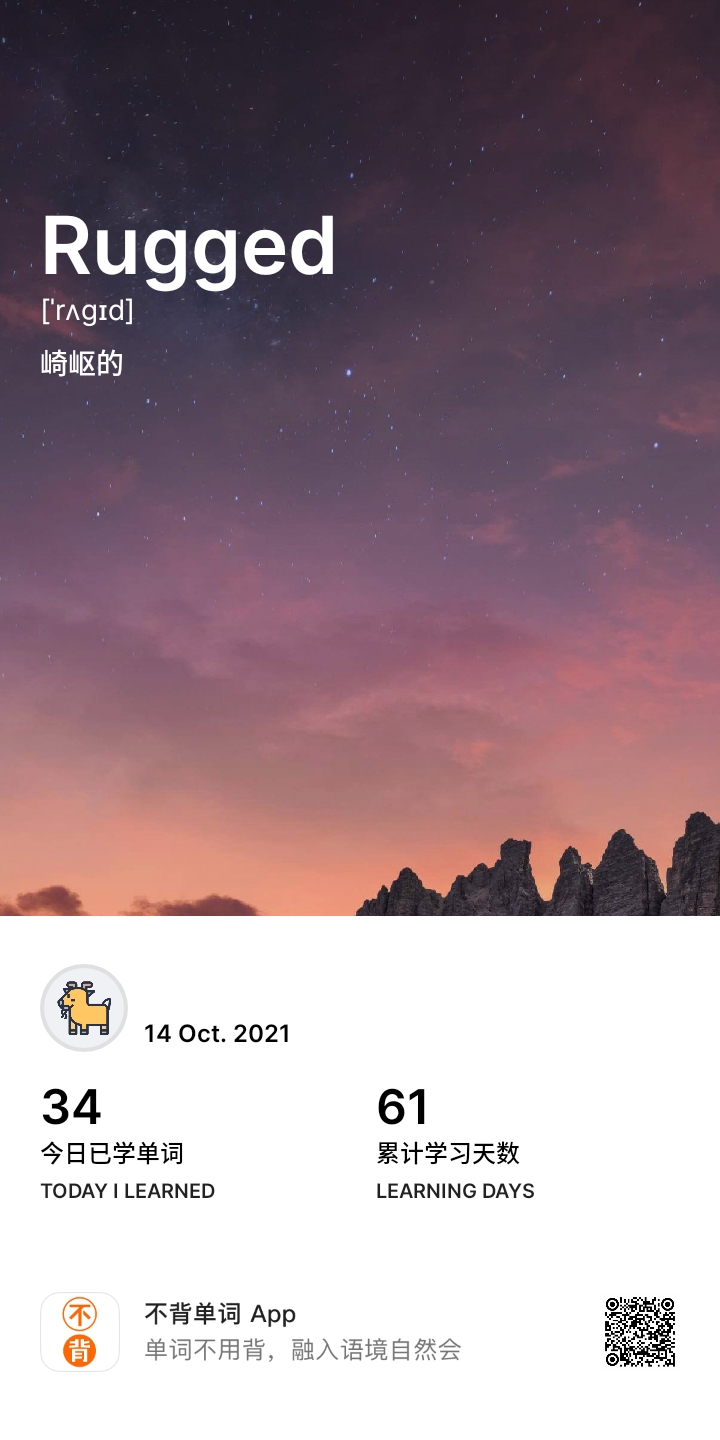 Rugged
[ˈrʌgɪd]
崎岖的
14 Oct. 2021
34
今日已学单词
TODAY I LEARNED
61
累计学习天数
LEARNING DAYS
不
背
不背单词 App
单词不用背，融入语境自然会